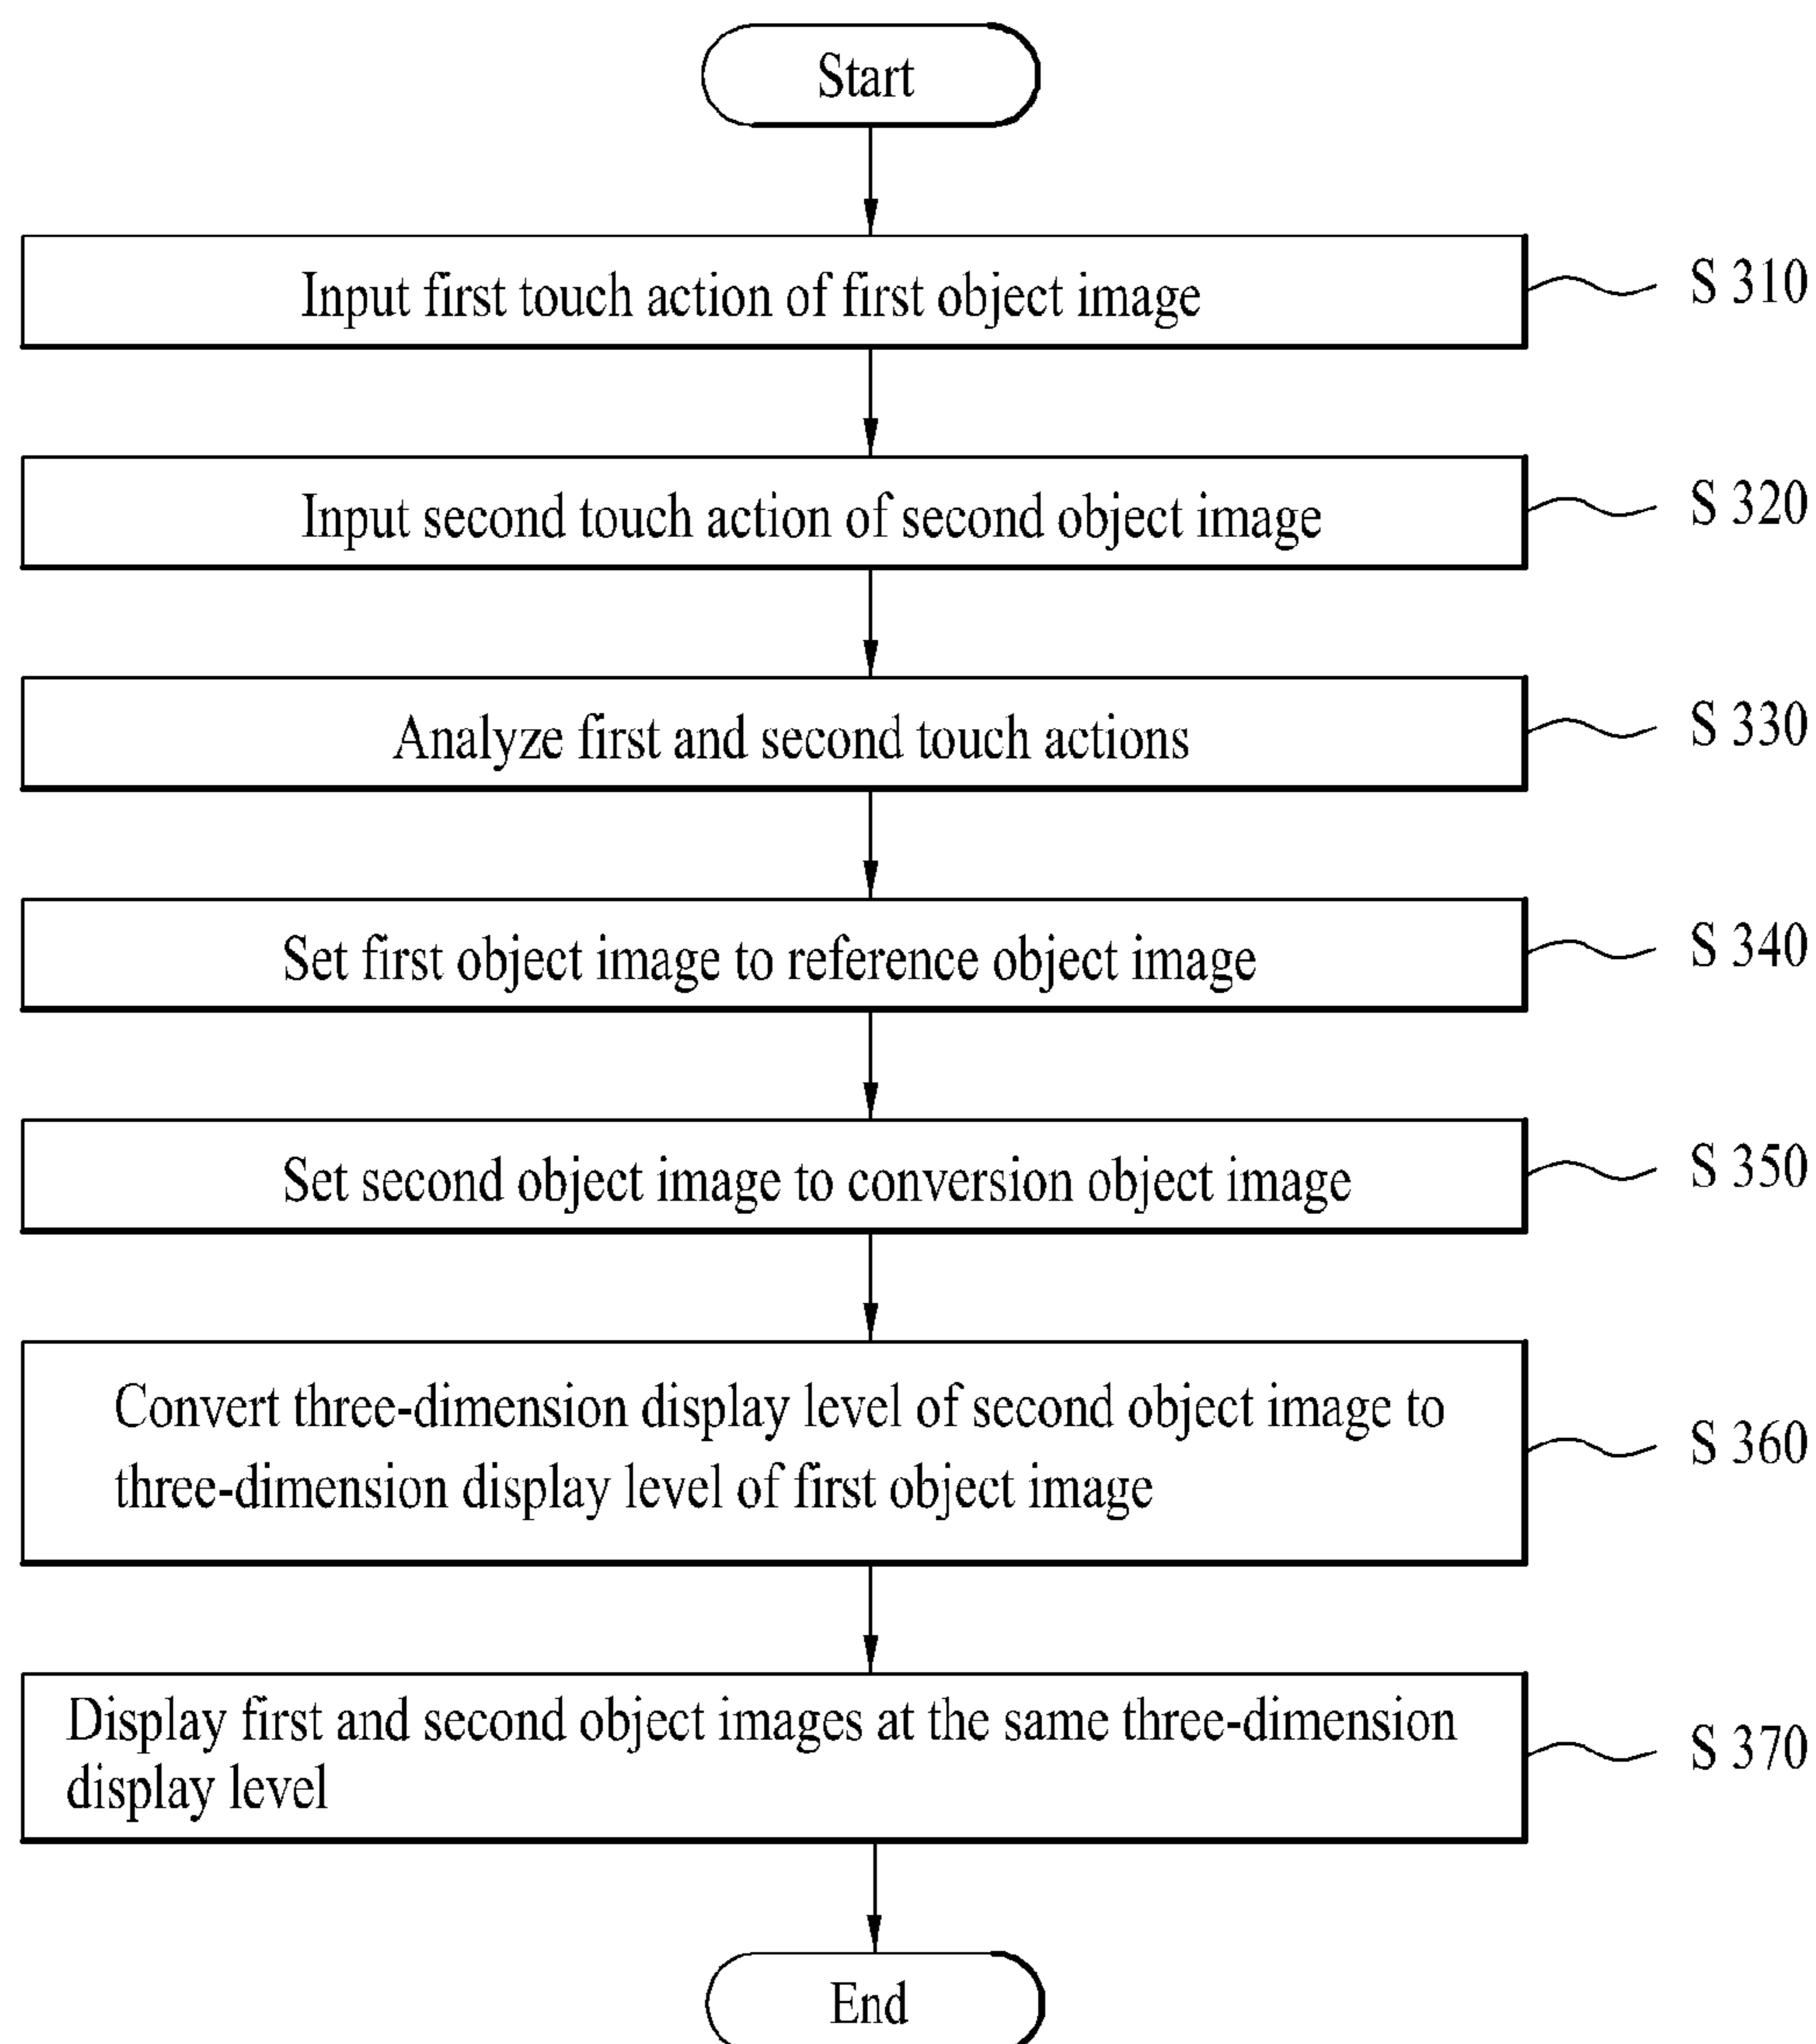 Start
Input first touch action of first object image
S 310
Input second touch action of second object image
S 320
Analyze first and second touch actions
S 330
Set first object image to reference object image
S 340
Set second object image to conversion object image
S 350
Convert three-dimension display level of second object image to
three-dimension display level of first object image
S 360
Display first and second object images at the same three-dimension
display level
S 370
End